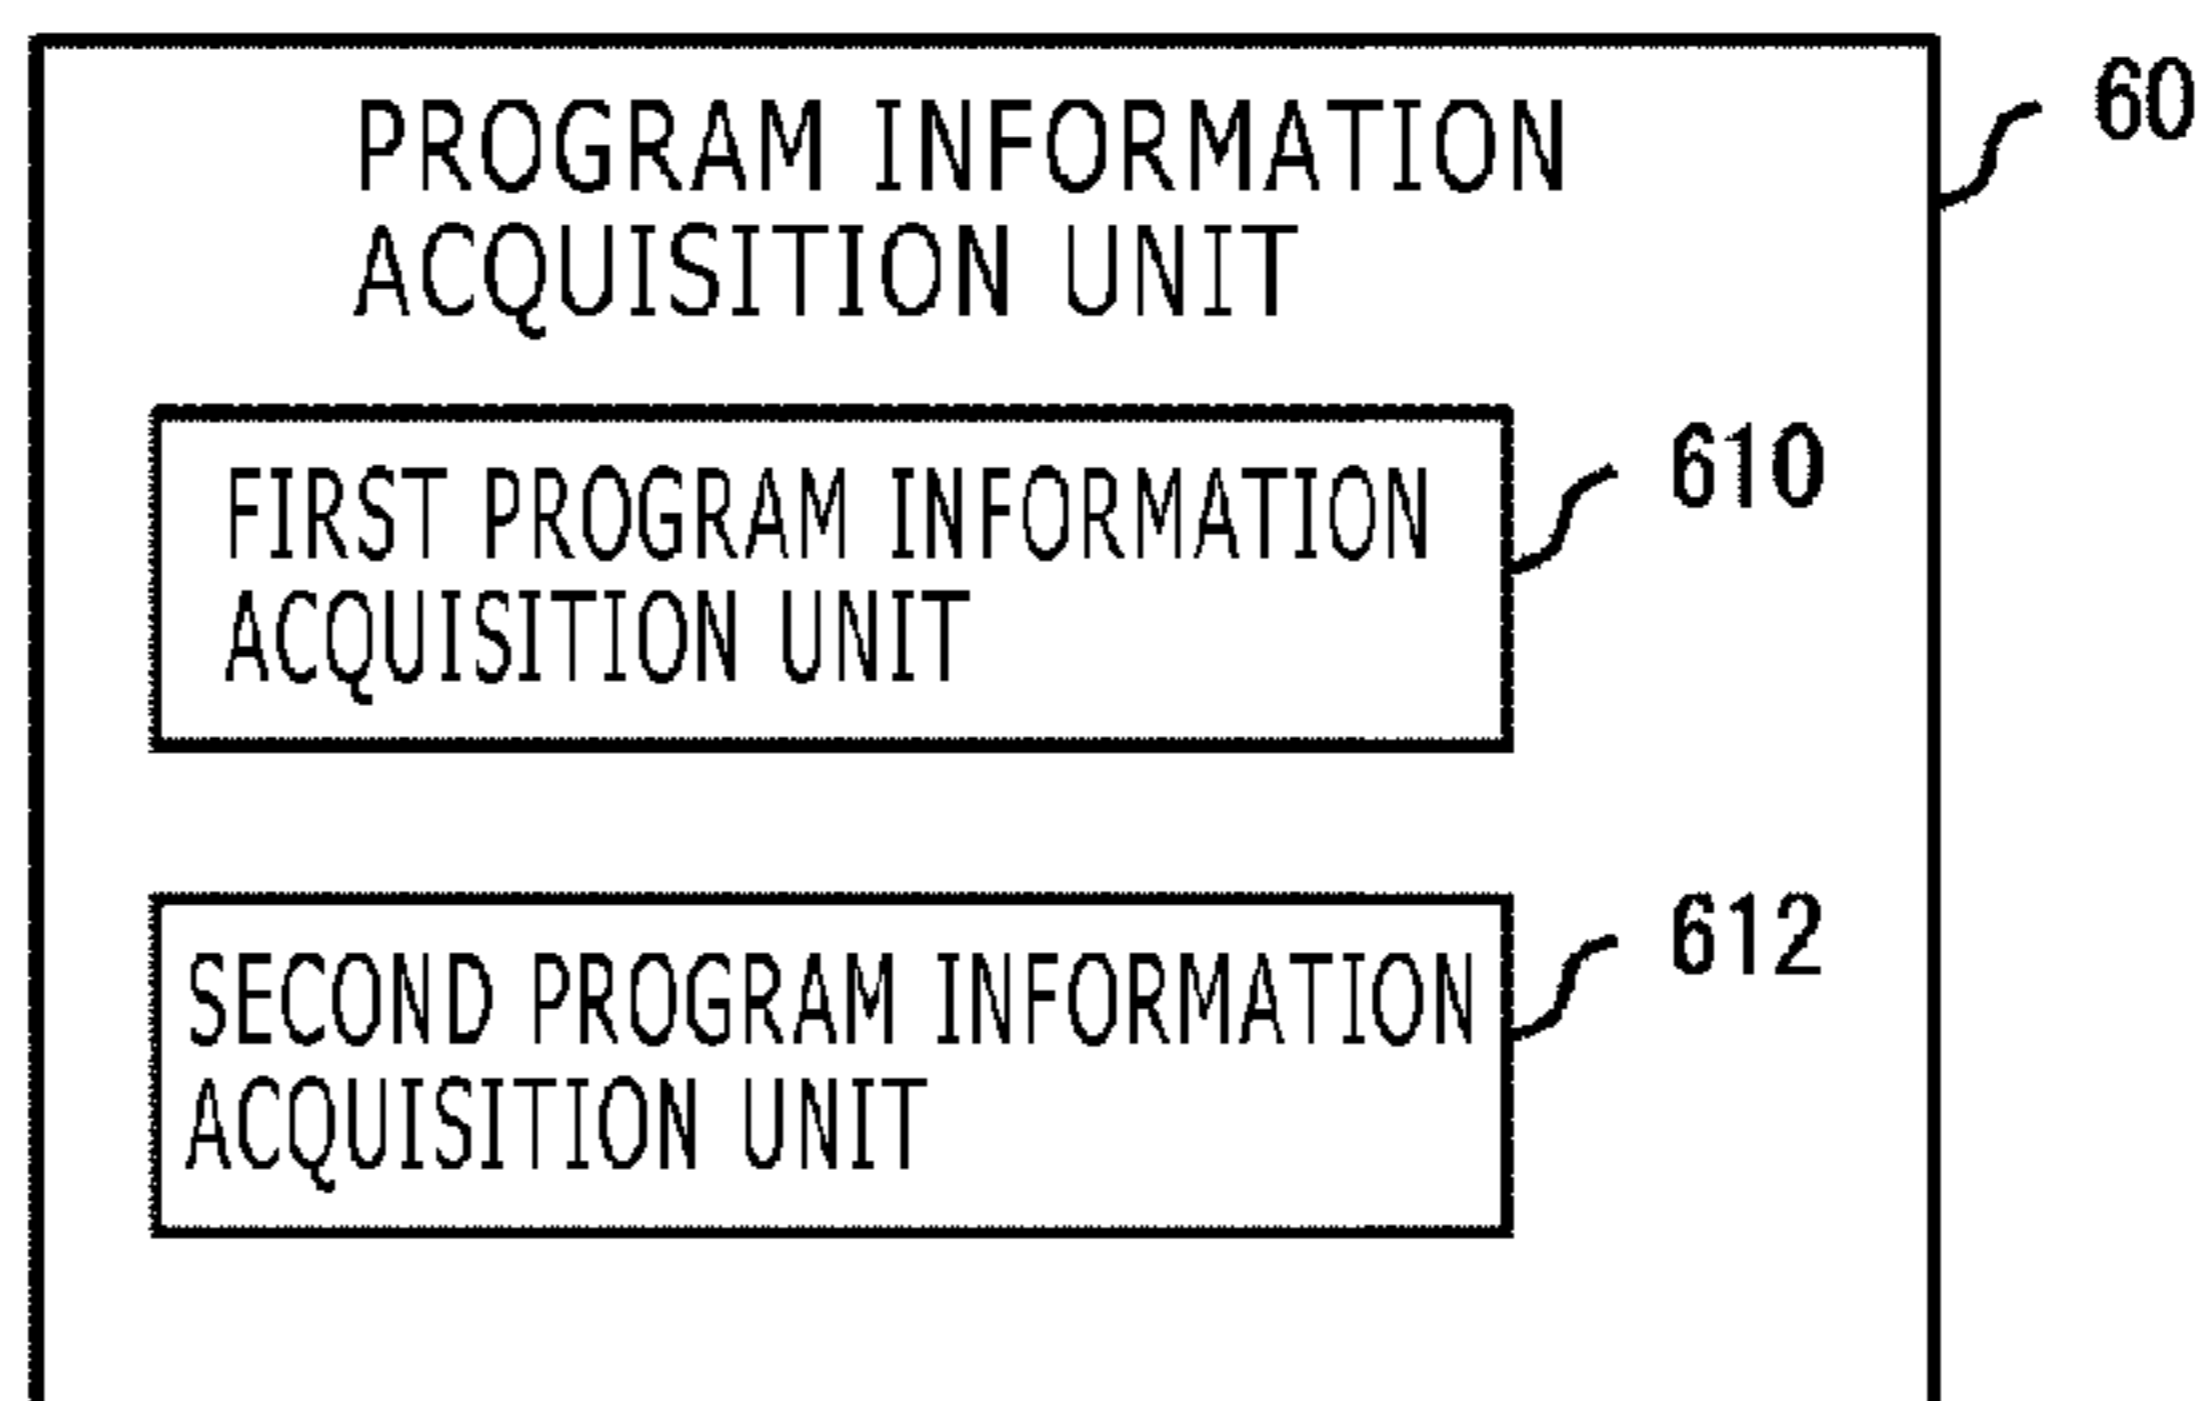 60
PROGRAM INFORMATION
ACQUISITION UNIT
610
FIRST PROGRAM INFORMATION
ACQUISITION UNIT
612
SECOND PROGRAM INFORMATION
ACQUISITION UNIT